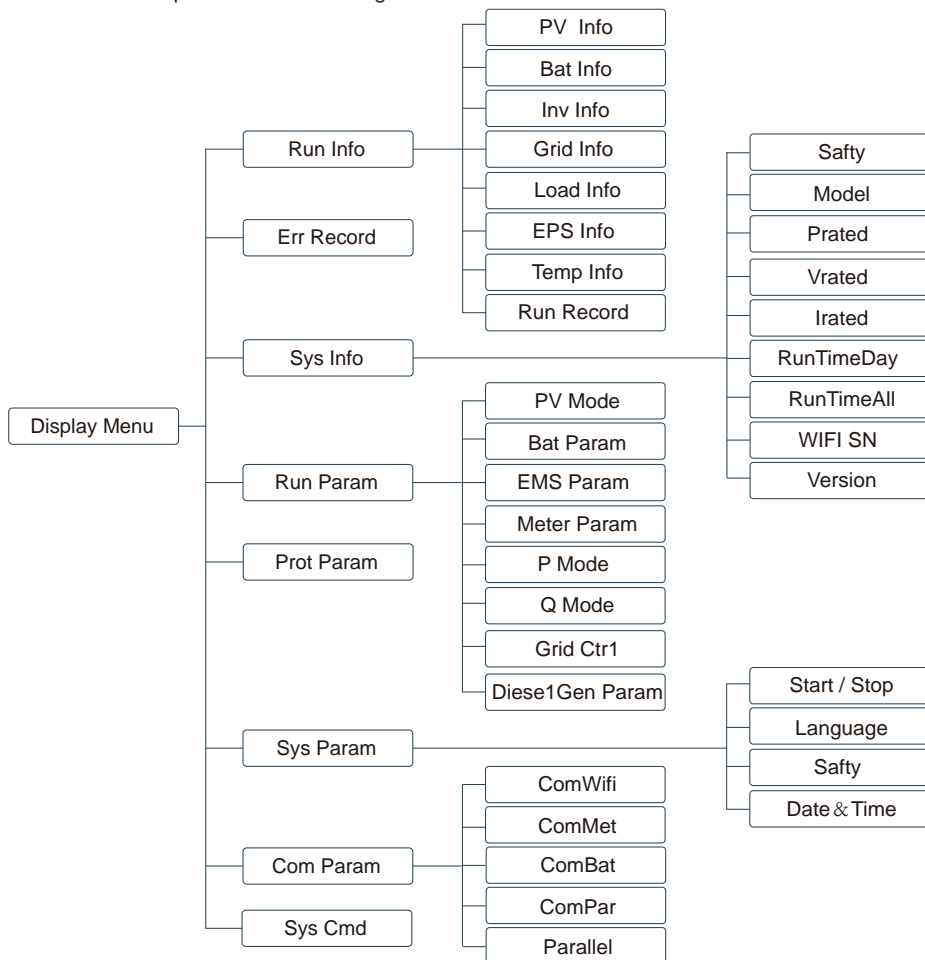 PV Info
Bat Info
Inv Info
Run Info
Grid Info
Safty
Load Info
Model
Err Record
EPS Info
Prated
Temp Info
Vrated
Run Record
Irated
Sys Info
RunTimeDay
PV Mode
RunTimeAll
Display Menu
Bat Param
WIFI SN
Run Param
EMS Param
Version
Meter Param
Prot Param
P Mode
Q Mode
Grid Ctr1
Diese1Gen Param
Start / Stop
Language
Sys Param
Safty
ComWifi
Date&Time
ComMet
Com Param
ComBat
ComPar
Sys Cmd
Parallel